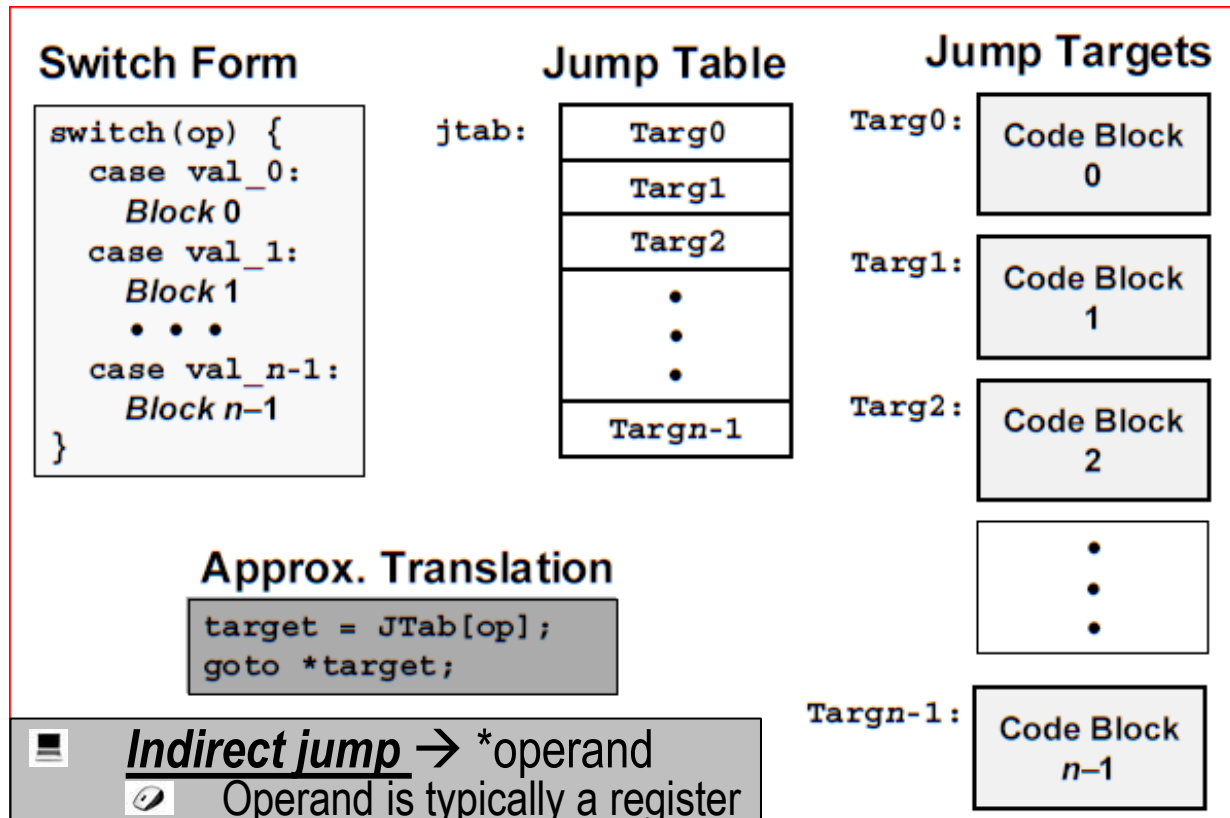 Switch Form
switch(op) {
case val_0:
Block 0
case val_1:
Block 1
• • •
case val_n-1:
Block n–1
}
Jump Table
jtab:
Targ0
Targ1
Targ2
•
•
•
Targn-1
Jump Targets
Targ0:
Code Block
0
Targ1:
Code Block
1
Targ2:
Code Block
2
•
•
•
Targn-1:
Code Block
n–1
Approx. Translation
target = JTab[op];
goto *target;
Indirect jump → *operand
Operand is typically a register